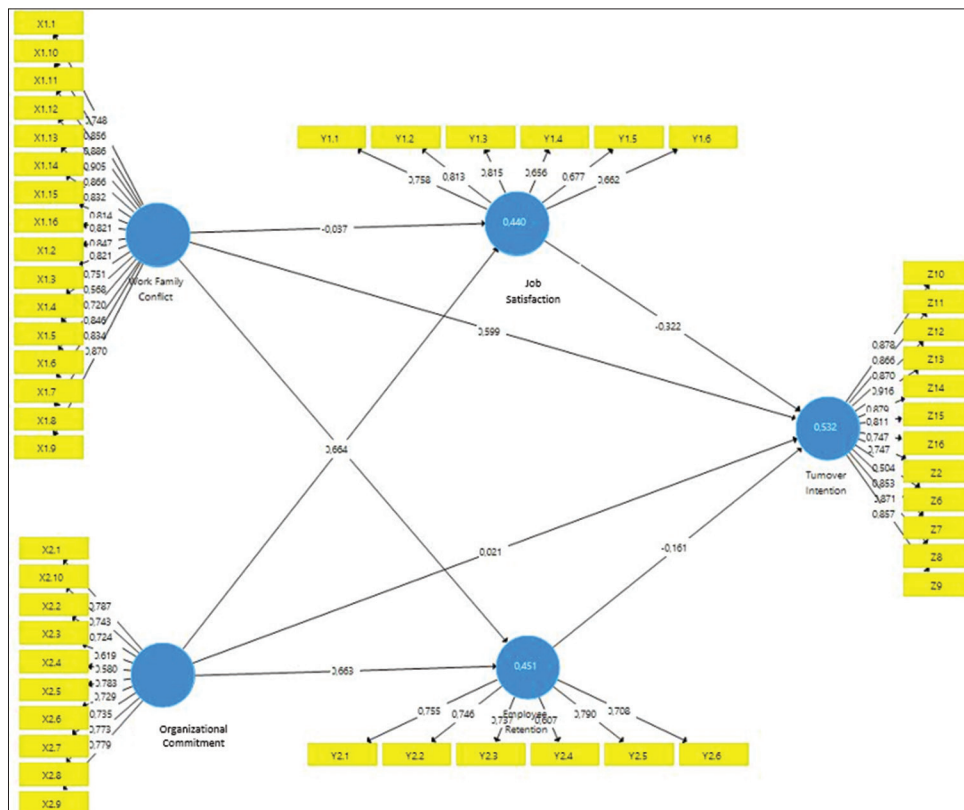 X1.1
X1.10
X1.11
X1.12
X1.13
X1.14
X1.15
X1.16
X1.2
X1.3
X1.4
X1.5
X1.6
X1.7
X1.8
X1.9
0,748
0,856
0,886
0,905
0,866
0,832
0,814
0,821
0,847
0,821
0,751
0,568
0,720
0,846
0,834
0,870
Work Family
Conflict
Y1.1
Y1.2
Y1.3
Y1.4
Y1.5
Y1.6
0,758
0,813
0,815
0,656
0,677
0,662
0,440
Job
Satisfaction
-0,037
0,599
-0,322
0,664
0,021
-0,161
0,663
Z10
Z11
Z12
Z13
Z14
Z15
Z16
Z2
Z6
Z7
Z8
Z9
0,878
0,866
0,870
0,916
0,879
0,811
0,747
0,747
0,504
0,853
0,871
0,857
0,532
Turnover
Intention
X2.1
X2.10
X2.2
X2.3
X2.4
X2.5
X2.6
X2.7
X2.8
X2.9
0,787
0,743
0,724
0,619
0,580
0,783
0,729
0,735
0,773
0,779
Organizational
Commitment
0,451
Employee
Retention
0,755
0,746
0,737
0,607
0,790
0,708
Y2.1
Y2.2
Y2.3
Y2.4
Y2.5
Y2.6